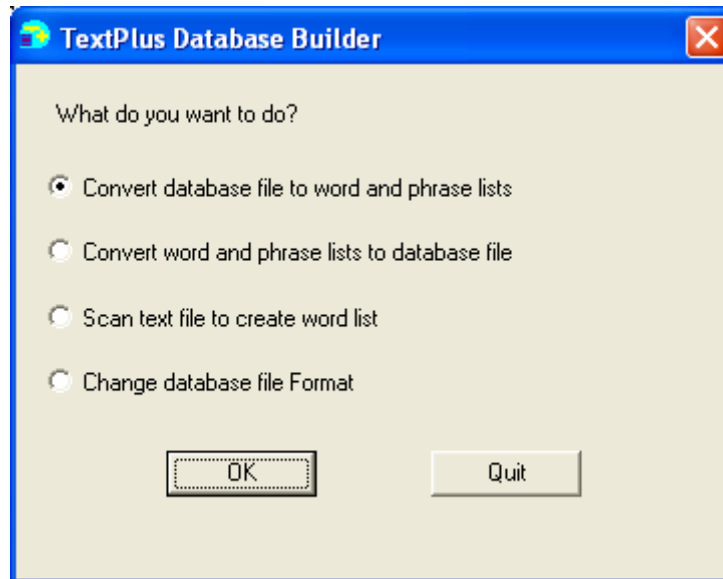 TextPlus Database Builder
What do you want to do?
Convert database file to word and phrase lists
Convert word and phrase lists to database file
Scan text file to create word list
Change database file Format
OK Quit